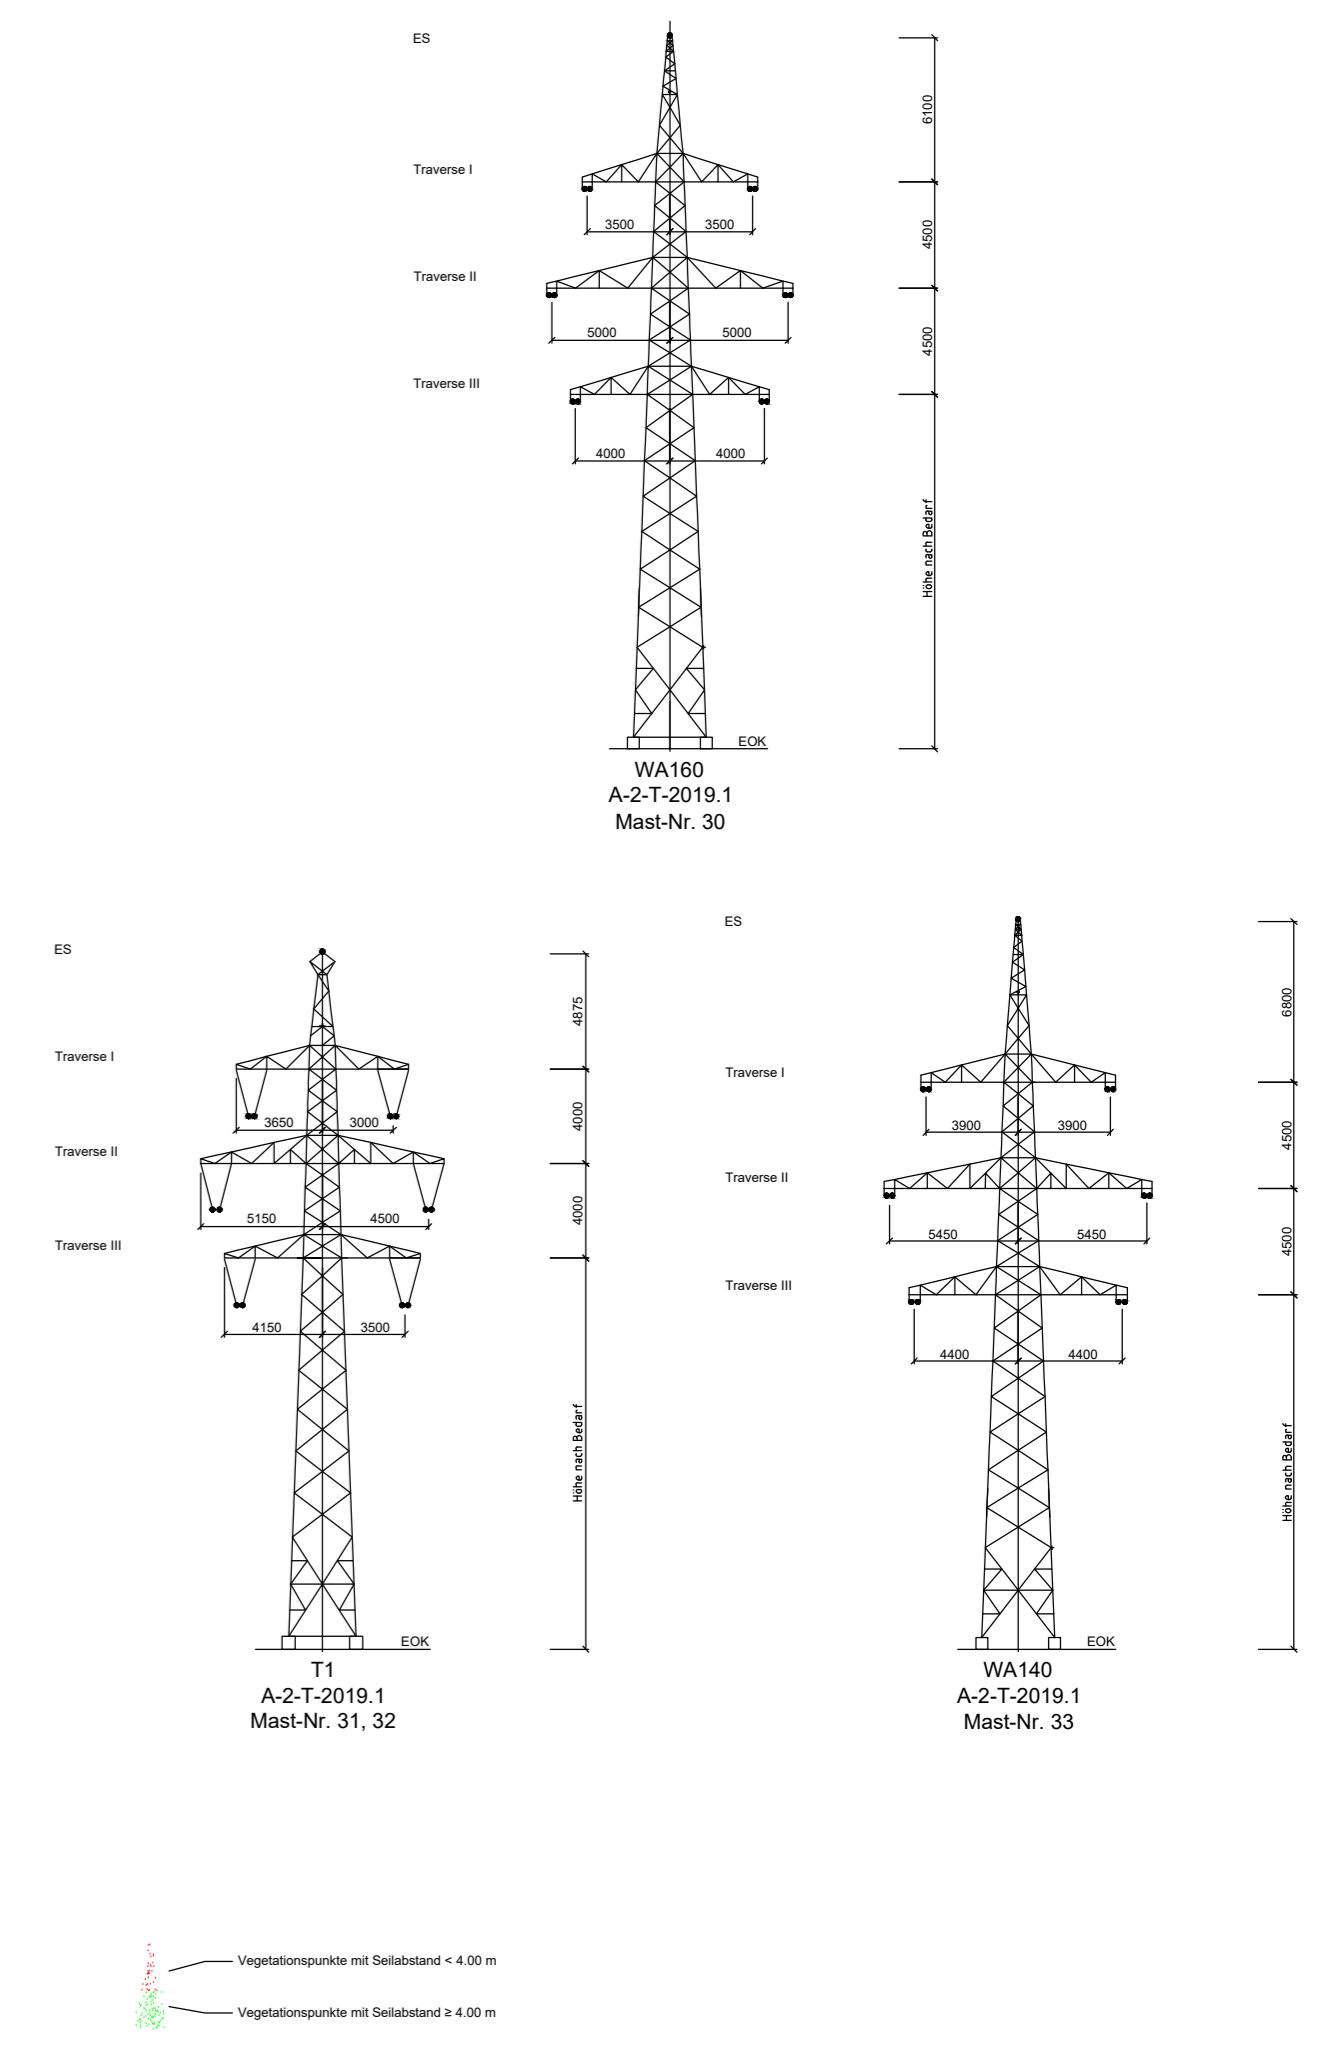 ES
6100
Traverse I
3500 3500
4500
Traverse II
5000 5000
4500
Traverse III
4000 4000
Höhe nach Bedarf
EOK
WA160
A-2-T-2019.1
Mast-Nr. 30
ES
4875
Traverse I
3650 3000
4000
Traverse II
5150 4500
4000
Traverse III
4150 3500
Höhe nach Bedarf
EOK
T1
A-2-T-2019.1
Mast-Nr. 31, 32
ES
6800
Traverse I
3900 3900
4500
Traverse II
5450 5450
4500
Traverse III
4400 4400
Höhe nach Bedarf
EOK
WA140
A-2-T-2019.1
Mast-Nr. 33
Vegetationspunkte mit Seilabstand < 4.00 m
Vegetationspunkte mit Seilabstand ≥ 4.00 m